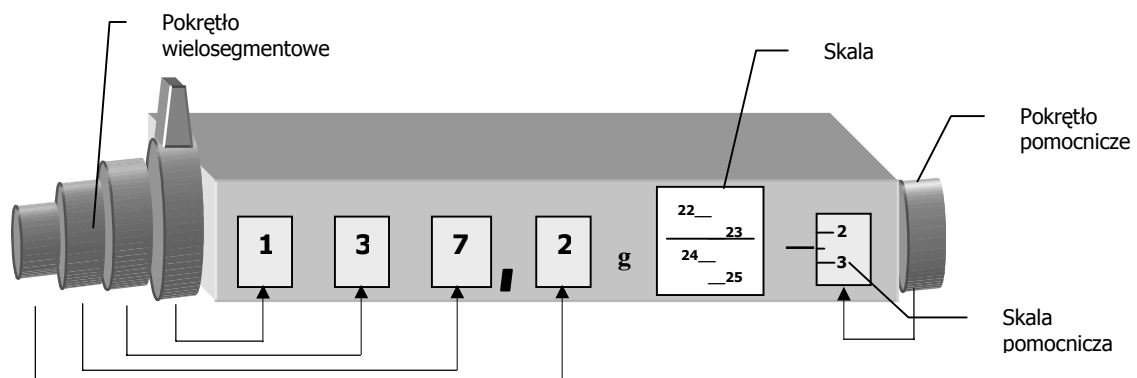 Pokrętło
wielosegmentowe
Skala
Pokrętło
pomocnicze
1 3 7 , 2 g
22
23
24
25
2
3
Skala
pomocnicza